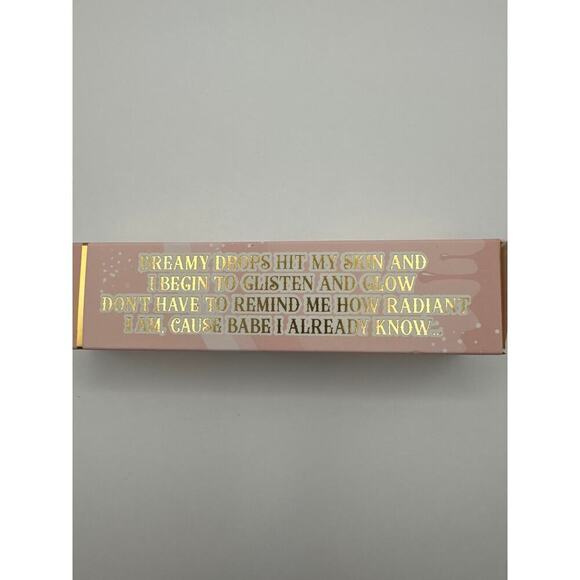 DREAMY DROPS HIT MY SKIN AND
I BEGIN TO GLISTEN AND GLOW
DON'T HAVE TO REMIND ME HOW RADIANT
I AM, CAUSE BABE I ALREADY KNOW...